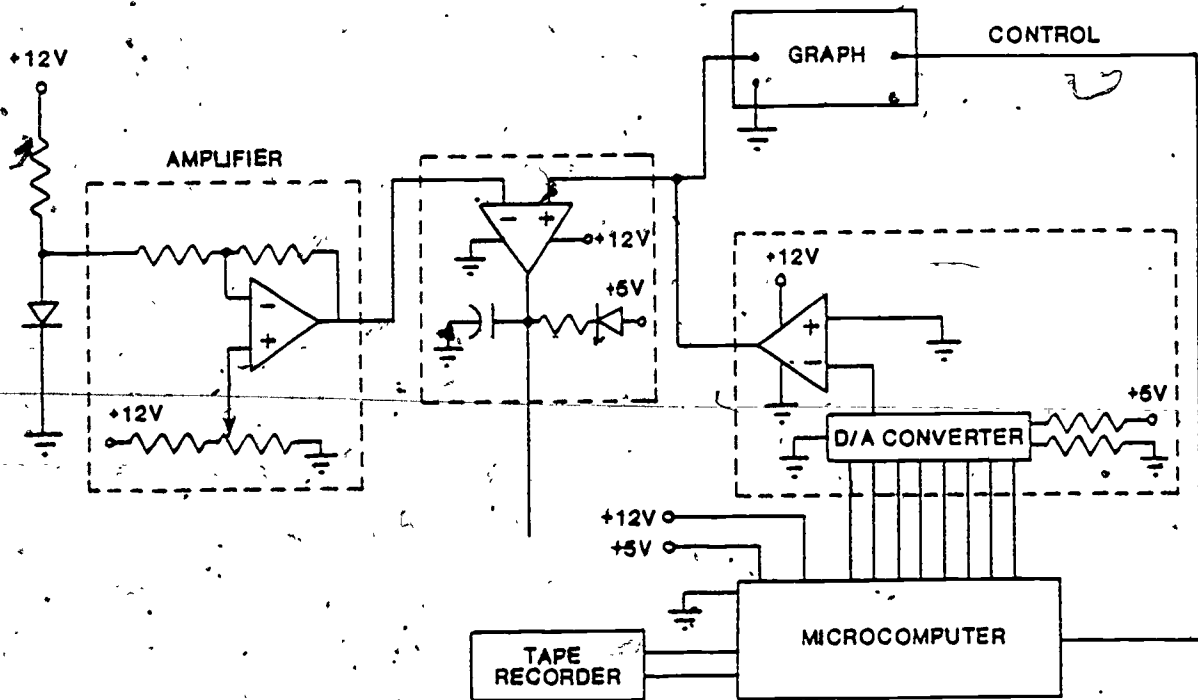 +12V
AMPLIFIER
+12V
GRAPH
CONTROL
−
+
−
+
+12V
+5V
+12V
+
−
+5V
D/A CONVERTER
+12V
+5V
MICROCOMPUTER
TAPE
RECORDER